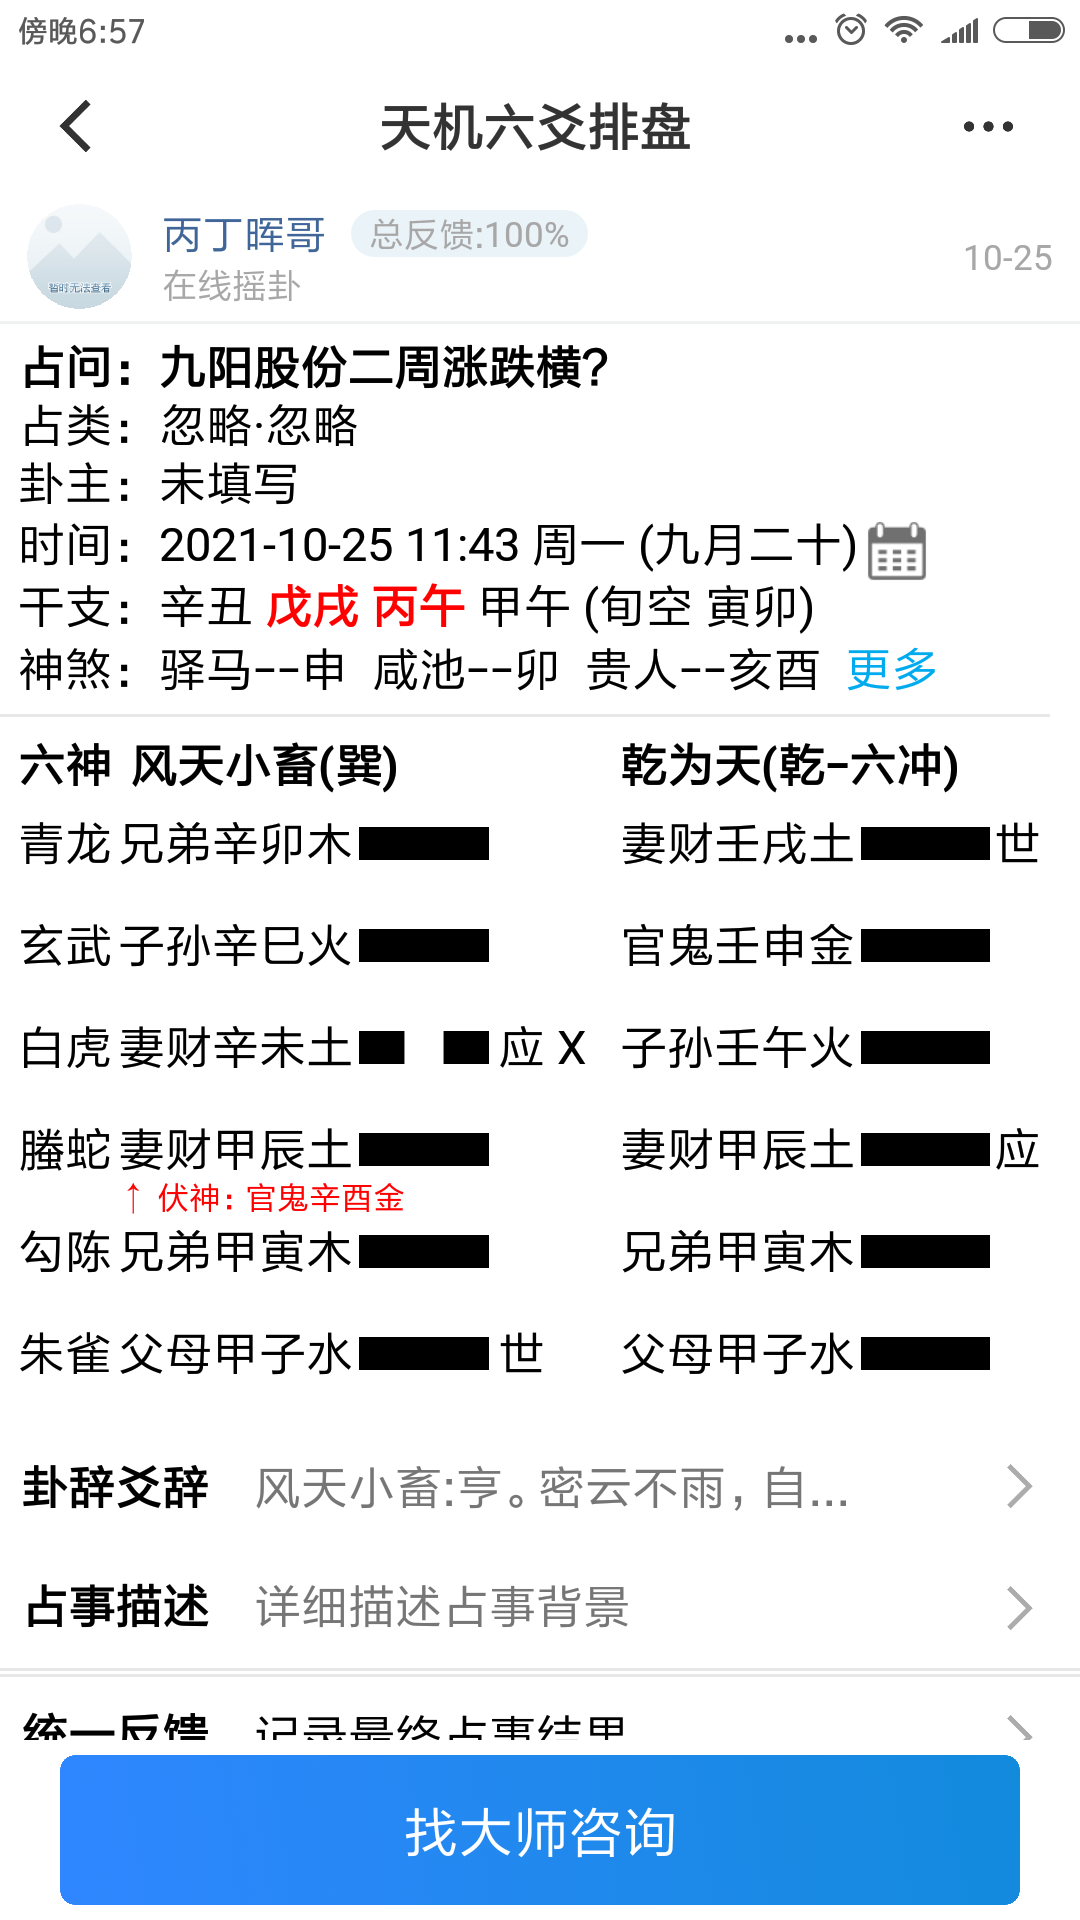 傍晚6:57
天机六爻排盘
丙丁晖哥 总反馈:100%
在线摇卦
10-25
暂时无法查看
占问：九阳股份二周涨跌横?
占类：忽略·忽略
卦主：未填写
时间：2021-10-25 11:43 周一 (九月二十)
干支：辛丑 戊戌 丙午 甲午 (旬空 寅卯)
神煞：驿马--申 咸池--卯 贵人--亥酉 更多
六神 风天小畜(巽) 乾为天(乾-六冲)
青龙 兄弟辛卯木 妻财壬戌土 世
玄武 子孙辛巳火 官鬼壬申金
白虎 妻财辛未土 应 X 子孙壬午火
螣蛇 妻财甲辰土 妻财甲辰土 应
↑ 伏神：官鬼辛酉金
勾陈 兄弟甲寅木 兄弟甲寅木
朱雀 父母甲子水 世 父母甲子水
卦辞爻辞 风天小畜:亨。密云不雨，自...
占事描述 详细描述占事背景
统一反馈 记录最终占事结果
找大师咨询